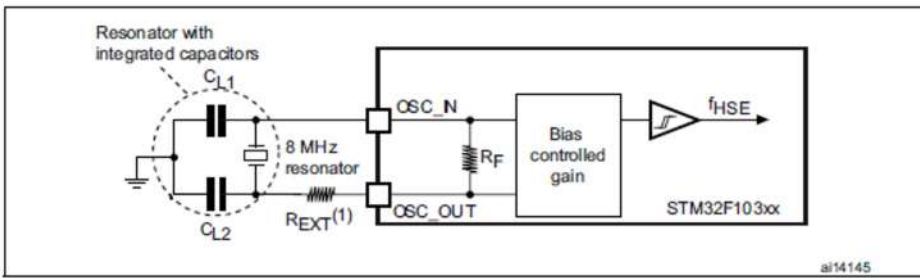 Resonator with
integrated capacitors
CL1
OSC_IN
fHSE
8 MHz
resonator
RF
Bias
controlled
gain
REXT(1)
OSC_OUT
STM32F103xx
CL2
ai14145